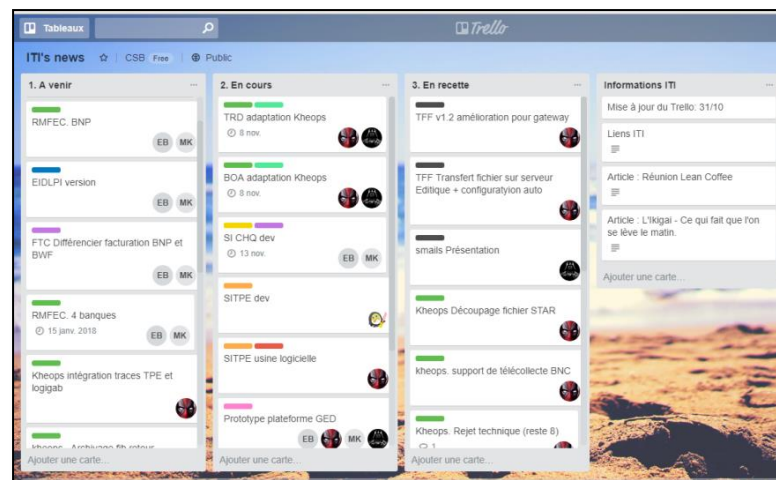 Tableaux
Trello
ITI's news
CSB
Free
Public
1. A venir
RMFEC. BNP
EB MK
EIDLPI version
EB MK
FTC Différencier facturation BNP et
BWF
EB MK
RMFEC. 4 banques
15 janv. 2018
EB MK
Kheops intégration traces TPE et
logigab
kheops. Archivage fib retour
Ajouter une carte...
2. En cours
TRD adaptation Kheops
8 nov.
BOA adaptation Kheops
8 nov.
SI CHQ dev
13 nov.
EB MK
SITPE dev
SITPE usine logicielle
Prototype plateforme GED
EB MK
Ajouter une carte...
3. En recette
TFF v1.2 amélioration pour gateway
TFF Transfert fichier sur serveur
Editique + configuratyion auto
smails Présentation
Kheops Découpage fichier STAR
kheops. support de télécollecte BNC
Kheops. Rejet technique (reste 8)
1
Ajouter une carte...
Informations ITI
Mise à jour du Trello: 31/10
Liens ITI
Article : Réunion Lean Coffee
Article : L'Ikigai - Ce qui fait que l'on
se lève le matin.
Ajouter une carte...